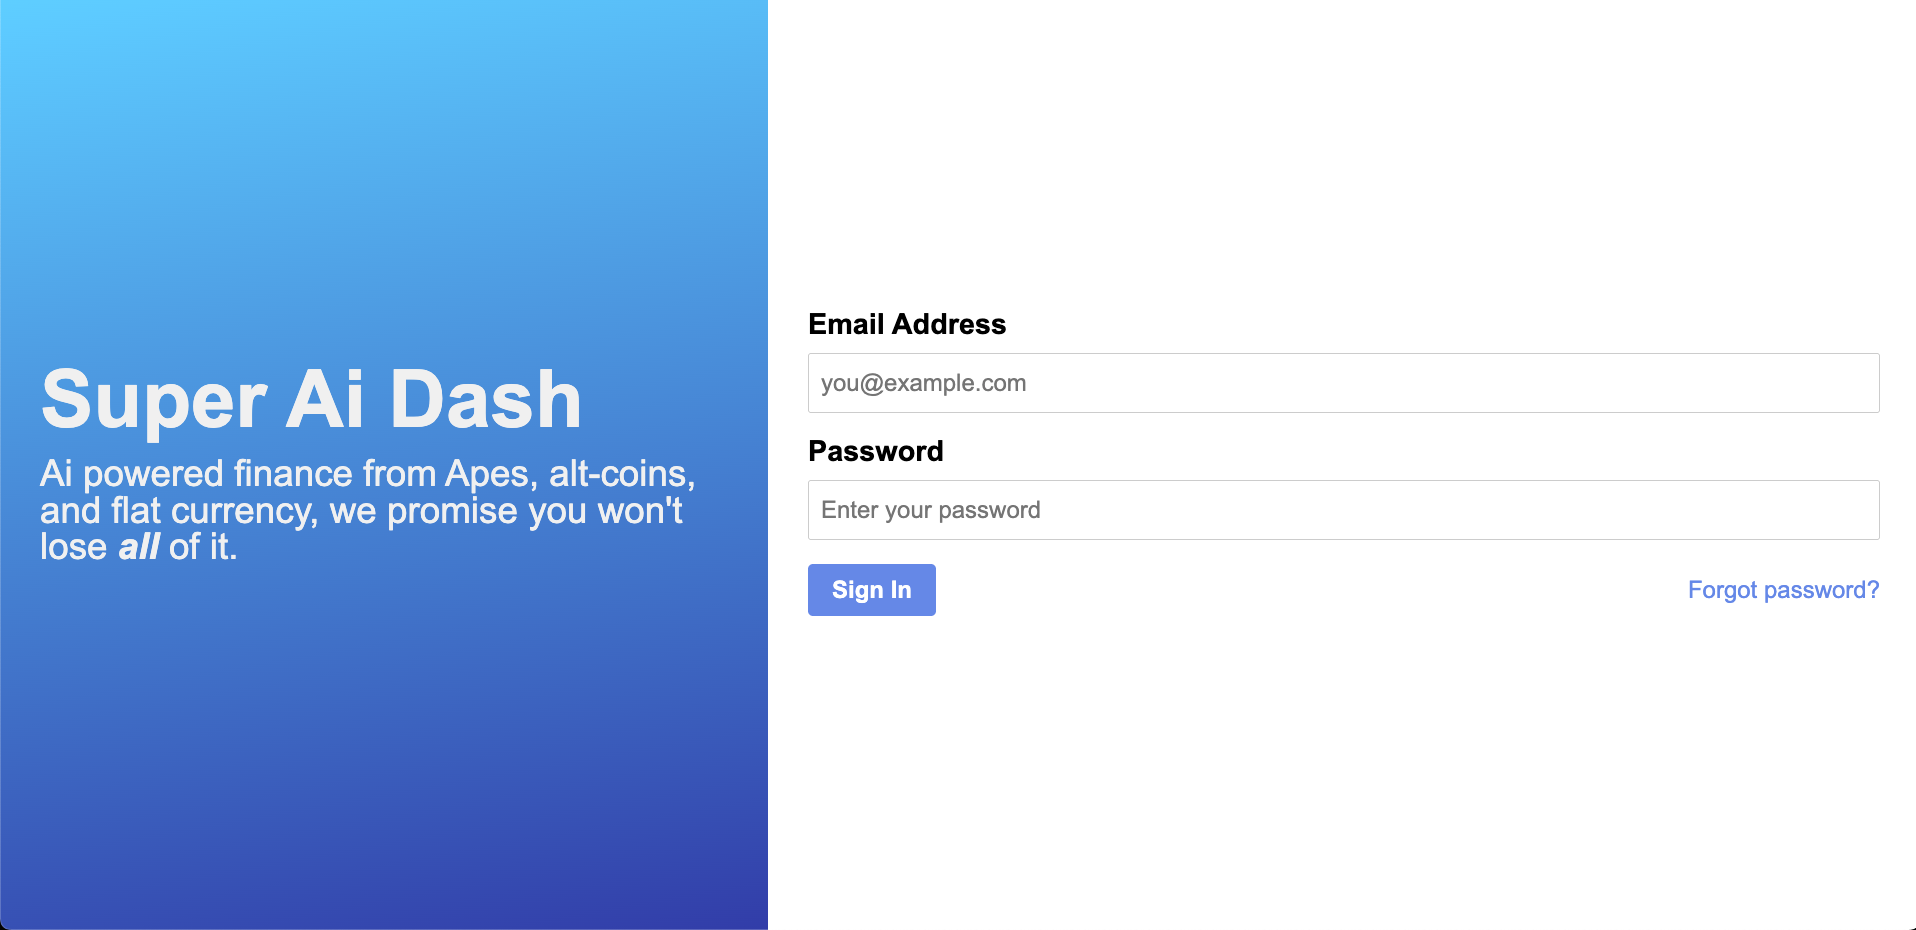 Super Ai Dash
Ai powered finance from Apes, alt-coins,
and flat currency, we promise you won't
lose all of it.
Email Address
you@example.com
Password
Enter your password
Sign In
Forgot password?